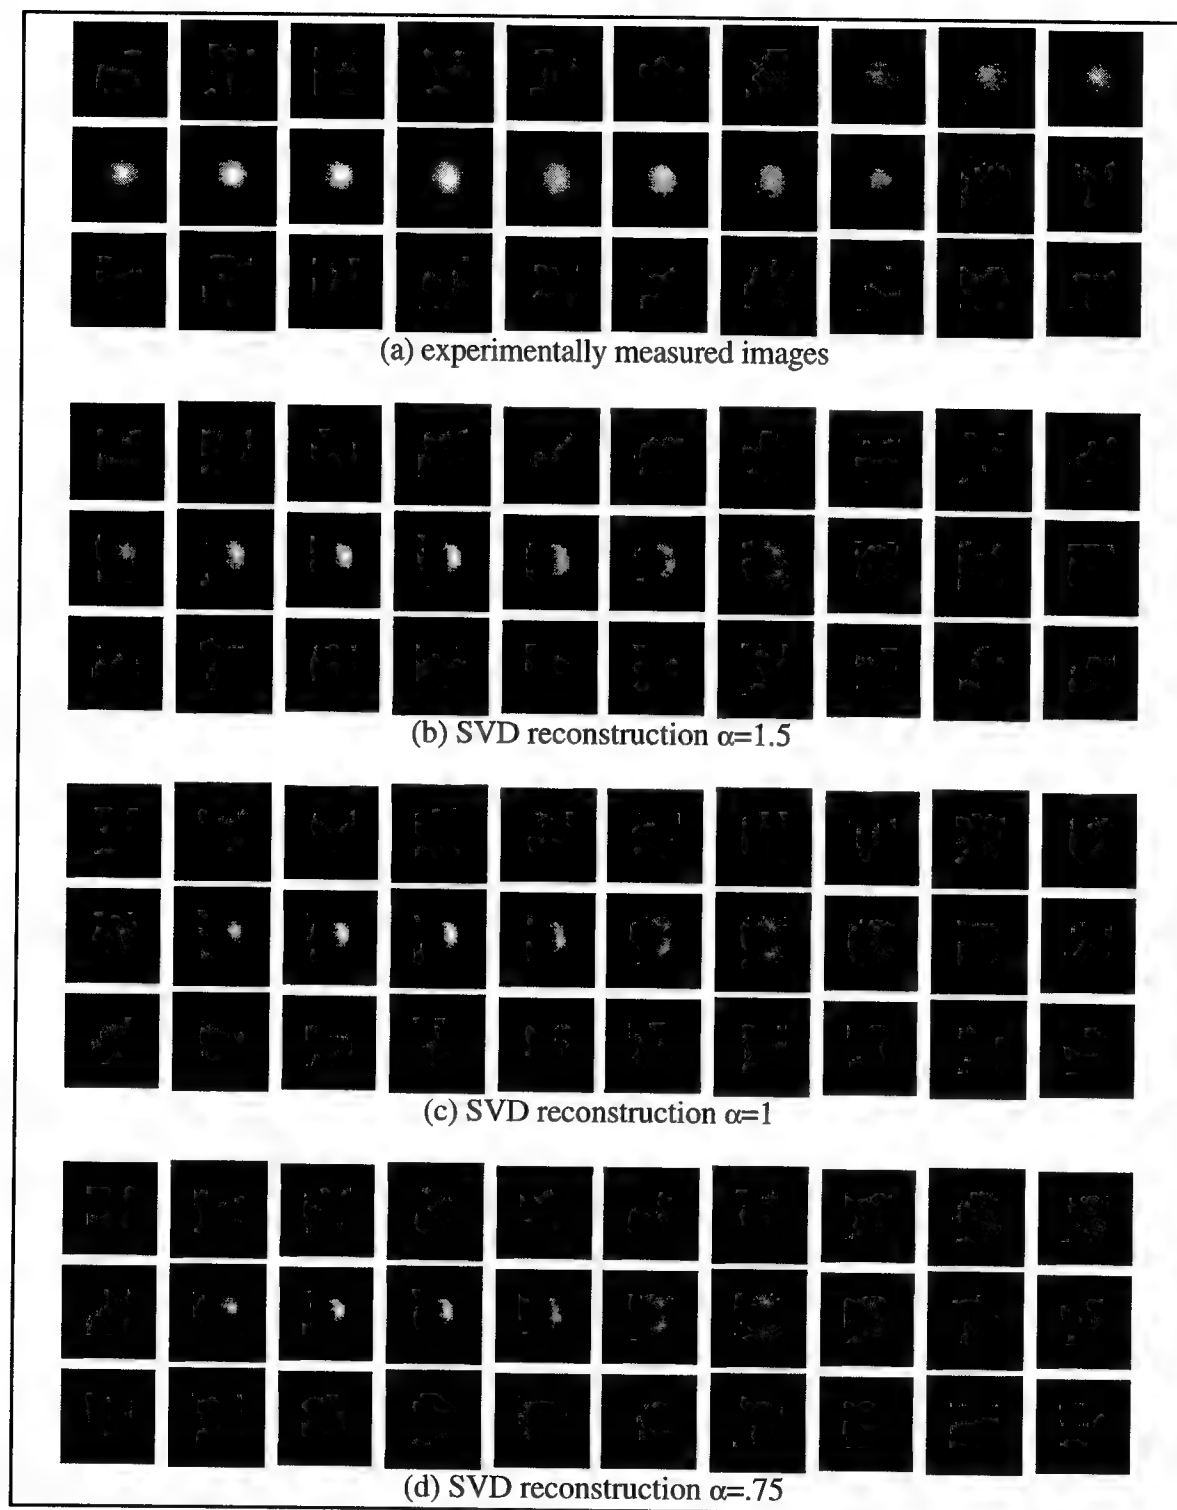 (a) experimentally measured images
(b) SVD reconstruction α=1.5
(c) SVD reconstruction α=1
(d) SVD reconstruction α=.75